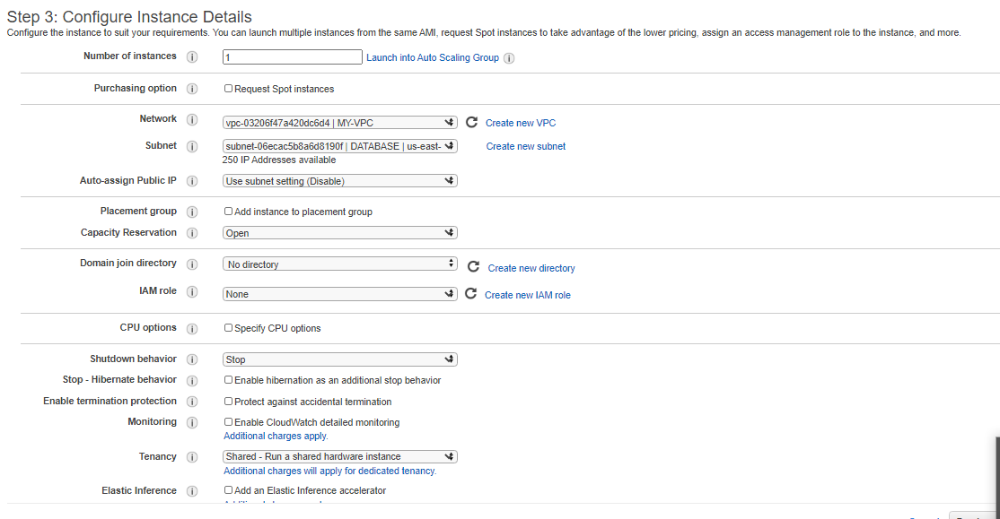 Step 3: Configure Instance Details
Configure the instance to suit your requirements. You can launch multiple instances from the same AMI, request Spot instances to take advantage of the lower pricing, assign an access management role to the instance, and more.
Number of instances 1 Launch into Auto Scaling Group
Purchasing option Request Spot instances
Network vpc-03206f47a420dc6d4 | MY-VPC Create new VPC
Subnet subnet-06ecac5b8a6d8190f | DATABASE | us-east- Create new subnet
250 IP Addresses available
Auto-assign Public IP Use subnet setting (Disable)
Placement group Add instance to placement group
Capacity Reservation Open
Domain join directory No directory Create new directory
IAM role None Create new IAM role
CPU options Specify CPU options
Shutdown behavior Stop
Stop - Hibernate behavior Enable hibernation as an additional stop behavior
Enable termination protection Protect against accidental termination
Monitoring Enable CloudWatch detailed monitoring
Additional charges apply.
Tenancy Shared - Run a shared hardware instance
Additional charges will apply for dedicated tenancy.
Elastic Inference Add an Elastic Inference accelerator